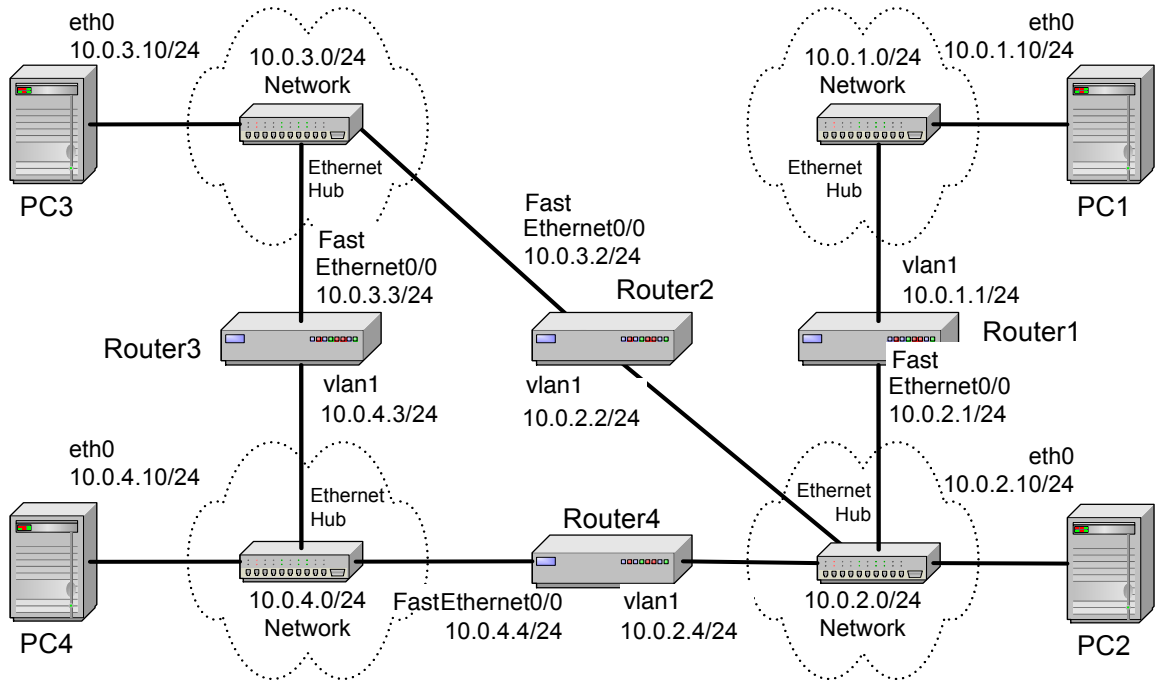 eth0
10.0.3.10/24
10.0.3.0/24
Network
Ethernet
Hub
PC3
10.0.1.0/24
Network
eth0
10.0.1.10/24
Ethernet
Hub
PC1
Fast
Ethernet0/0
10.0.3.3/24
Router3
vlan1
10.0.4.3/24
Fast
Ethernet0/0
10.0.3.2/24
Router2
vlan1
10.0.2.2/24
vlan1
10.0.1.1/24
Router1
Fast
Ethernet0/0
10.0.2.1/24
eth0
10.0.4.10/24
PC4
Ethernet
Hub
10.0.4.0/24
Network
Router4
FastEthernet0/0
10.0.4.4/24
vlan1
10.0.2.4/24
Ethernet
Hub
10.0.2.0/24
Network
eth0
10.0.2.10/24
PC2